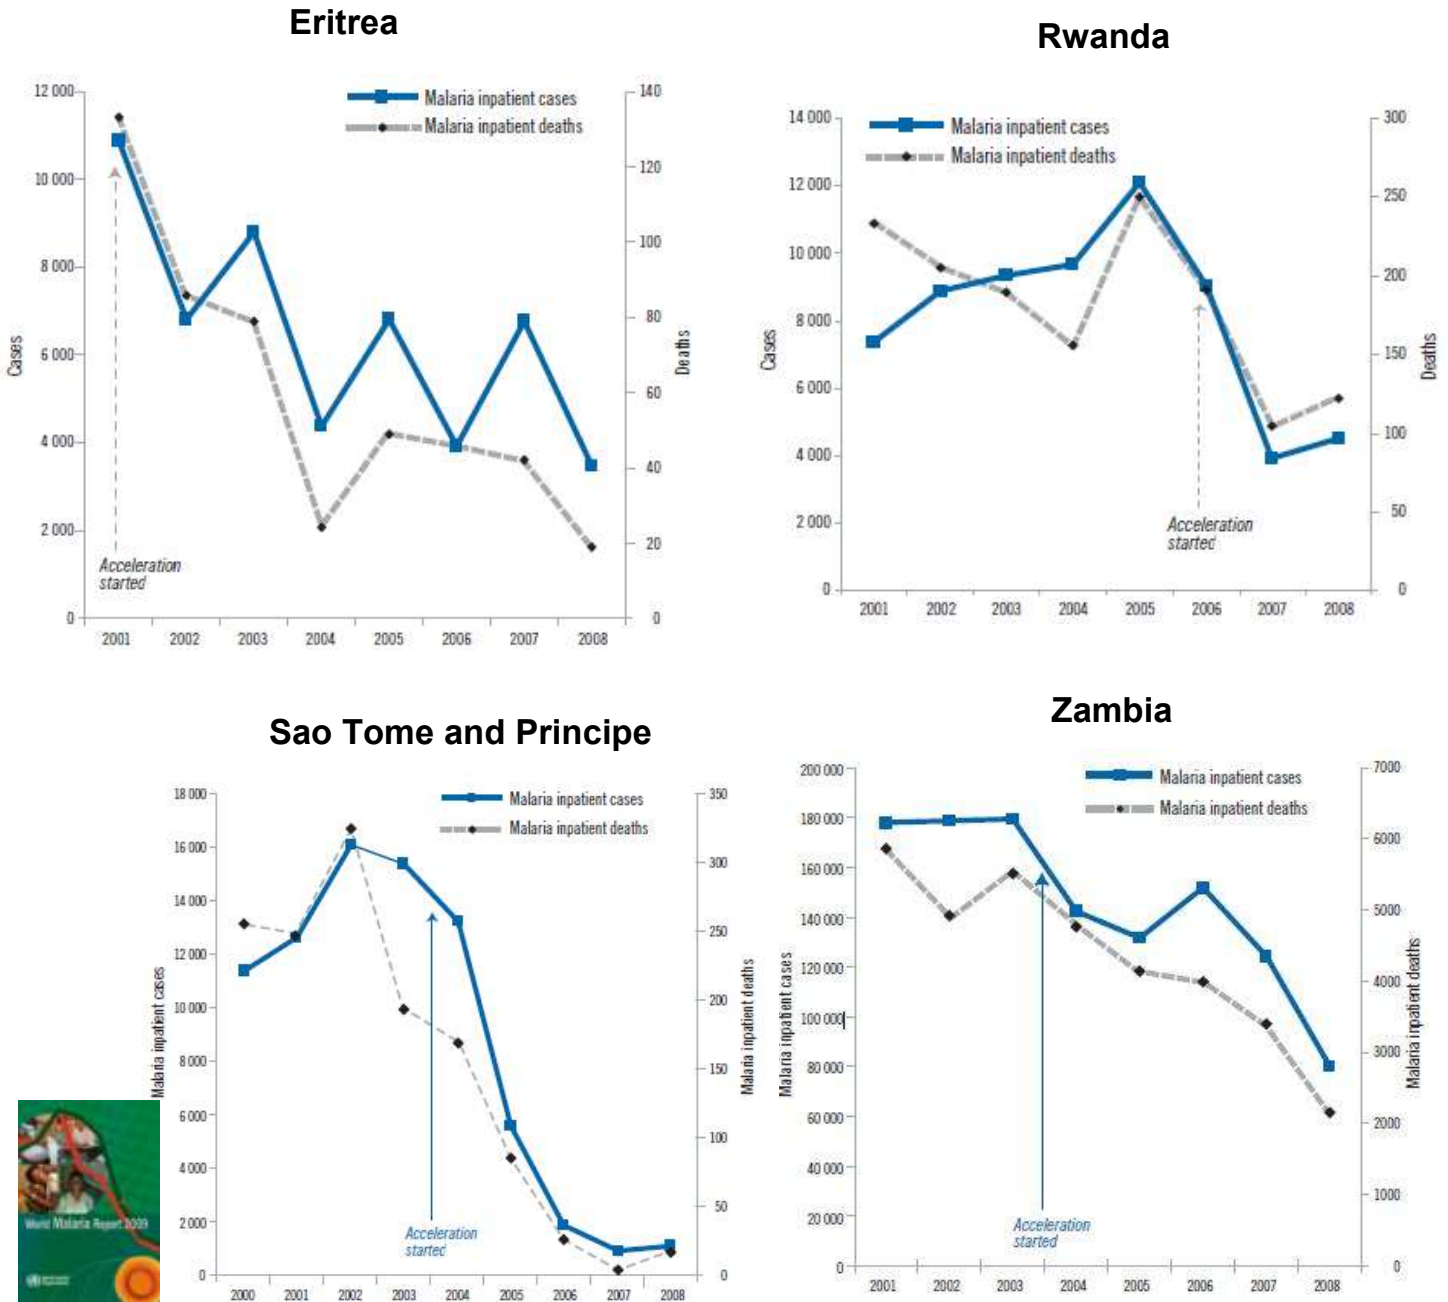 Eritrea
12 000
10 000
8 000
6 000
4 000
2 000
0
Cases
140
120
100
80
60
40
20
0
Deaths
Malaria inpatient cases
Malaria inpatient deaths
Acceleration
started
2001 2002 2003 2004 2005 2006 2007 2008
Rwanda
14 000
12 000
10 000
8 000
6 000
4 000
2 000
0
Cases
300
250
200
150
100
50
0
Deaths
Malaria inpatient cases
Malaria inpatient deaths
Acceleration
started
2001 2002 2003 2004 2005 2006 2007 2008
Sao Tome and Principe
18 000
16 000
14 000
12 000
10 000
8 000
6 000
4 000
2 000
0
Malaria inpatient cases
350
300
250
200
150
100
50
0
Malaria inpatient deaths
Malaria inpatient cases
Malaria inpatient deaths
Acceleration
started
2000 2001 2002 2003 2004 2005 2006 2007 2008
World Malaria Report 2009
Zambia
200 000
180 000
160 000
140 000
120 000
100 000
80 000
60 000
40 000
20 000
0
Malaria inpatient cases
7000
6000
5000
4000
3000
2000
1000
0
Malaria inpatient deaths
Malaria inpatient cases
Malaria inpatient deaths
Acceleration
started
2001 2002 2003 2004 2005 2006 2007 2008